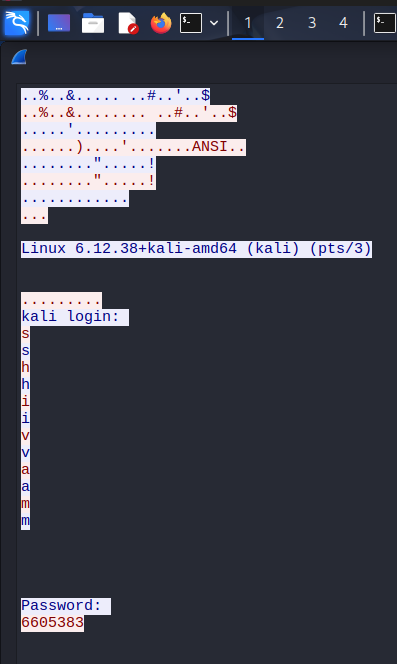 1 2 3 4
..%..&..... ..#..'..$
..%..&........ ..#..'..$
.....'.........
......)....'.......ANSI..
........".....!
........".....!
............
...
Linux 6.12.38+kali-amd64 (kali) (pts/3)
.........
kali login:
s
s
h
h
i
i
v
v
a
a
m
m
Password:
6605383